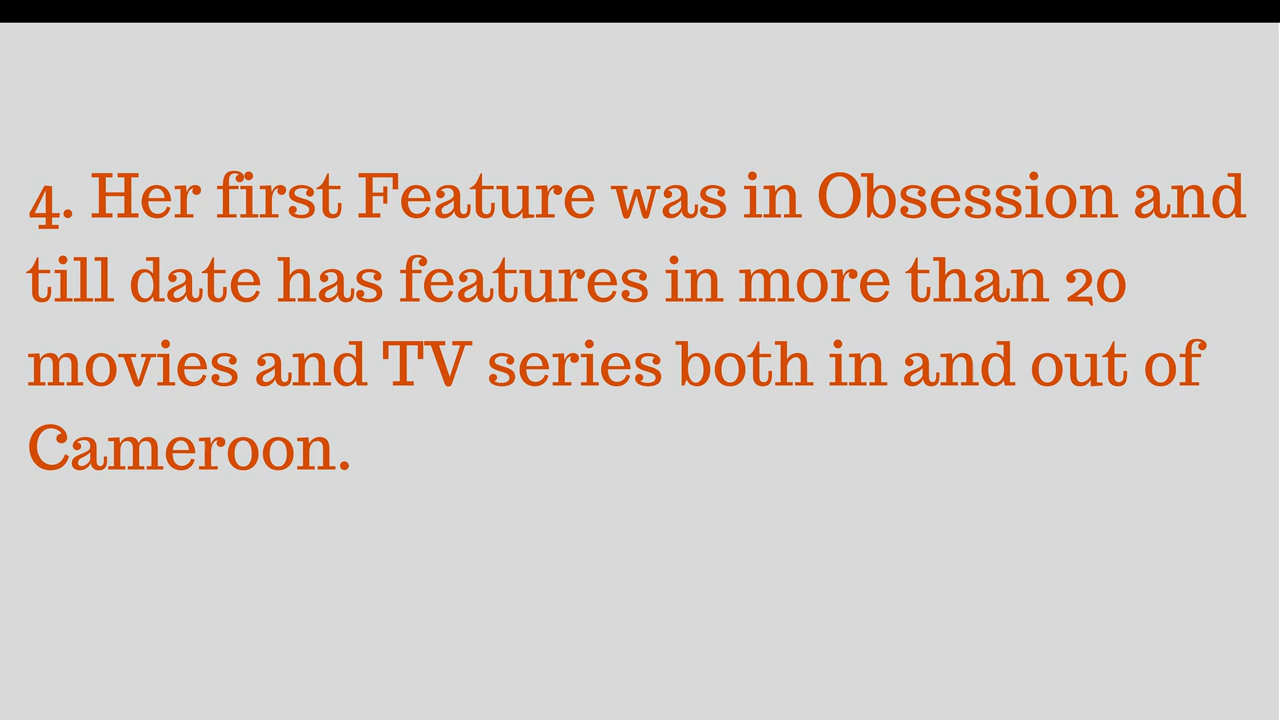 4. Her first Feature was in Obsession and
till date has features in more than 20
movies and TV series both in and out of
Cameroon.